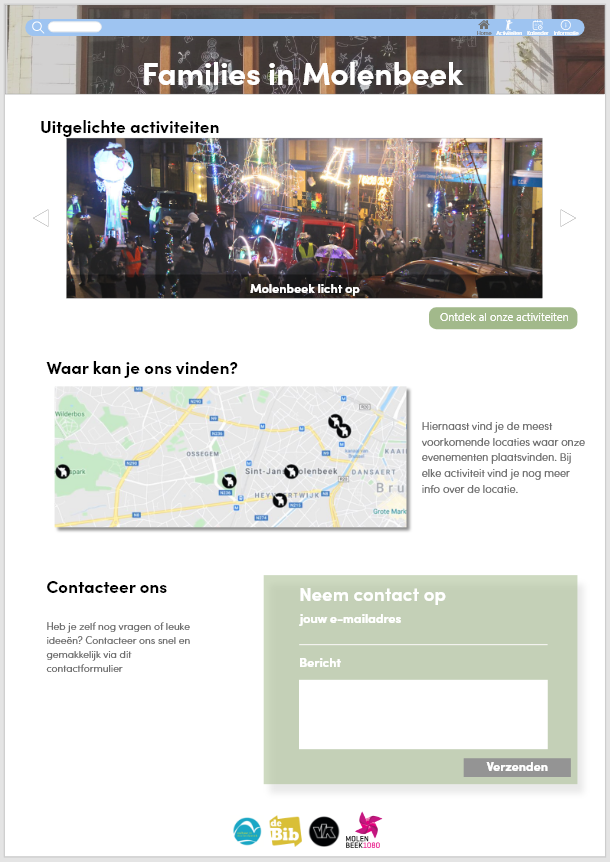 Home Activiteiten Kalender Informatie
Families in Molenbeek
Uitgelichte activiteiten
Molenbeek licht op
Ontdek al onze activiteiten
Waar kan je ons vinden?
Wilderbos
OSSEGEM
Sint-Jans-Molenbeek
DANSAERT
HEYVAERTWIJK
Bru
Grote Mark
Hiernaast vind je de meest
voorkomende locaties waar onze
evenementen plaatsvinden. Bij
elke activiteit vind je nog meer
info over de locatie.
Contacteer ons
Heb je zelf nog vragen of leuke
ideeën? Contacteer ons snel en
gemakkelijk via dit
contactformulier
Neem contact op
jouw e-mailadres
Bericht
Verzenden
de
Bib
vk
MOLEN
BEEK1080